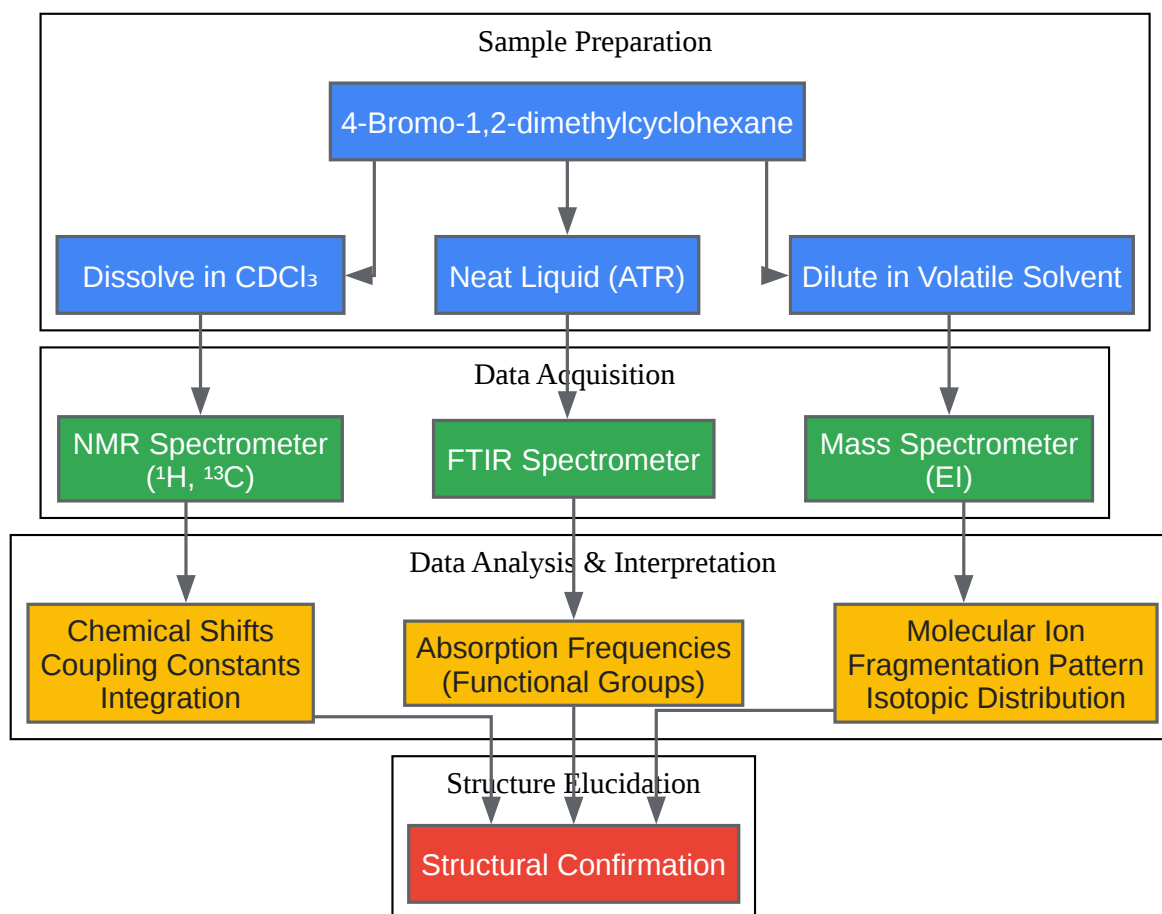 Sample Preparation
4-Bromo-1,2-dimethylcyclohexane
Dissolve in CDCl₃
Neat Liquid (ATR)
Dilute in Volatile Solvent
Data Acquisition
NMR Spectrometer
(¹H, ¹³C)
FTIR Spectrometer
Mass Spectrometer
(EI)
Data Analysis & Interpretation
Chemical Shifts
Coupling Constants
Integration
Absorption Frequencies
(Functional Groups)
Molecular Ion
Fragmentation Pattern
Isotopic Distribution
Structure Elucidation
Structural Confirmation